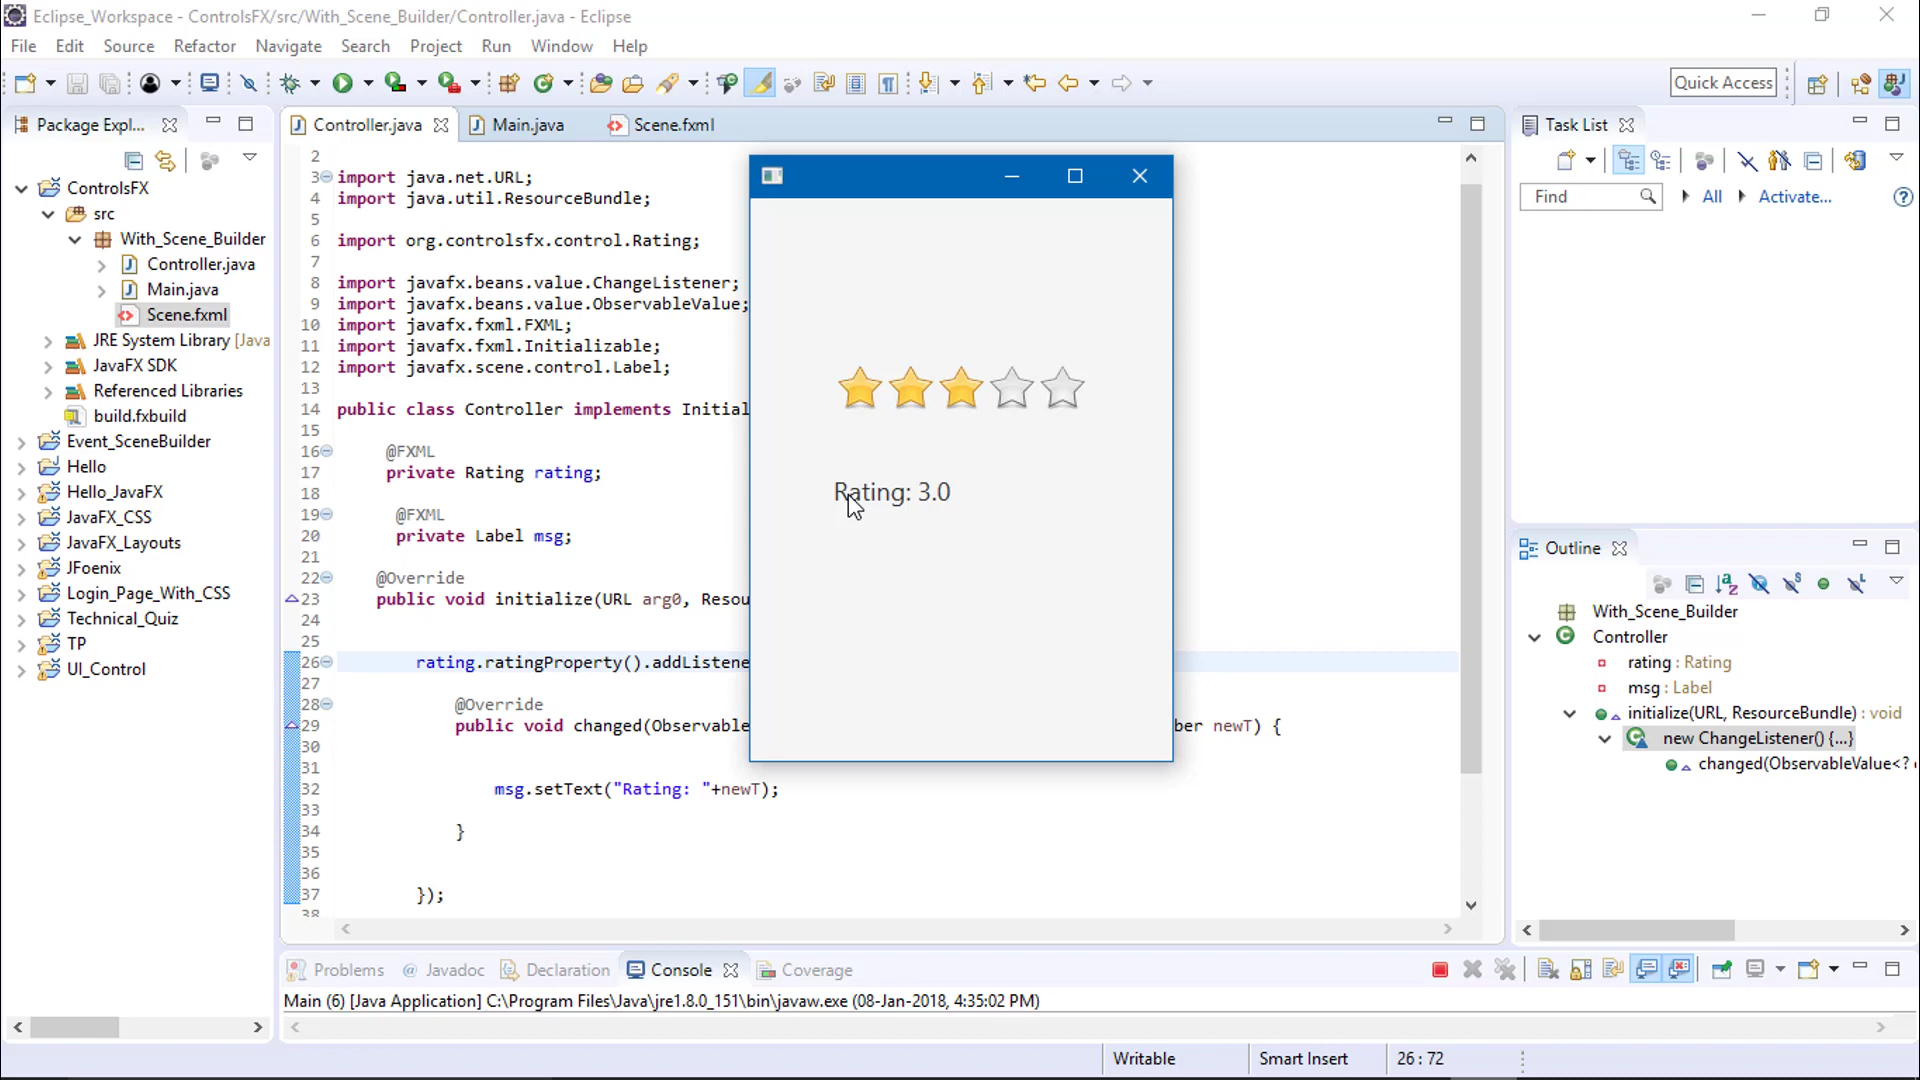 Eclipse_Workspace - ControlsFX/src/With_Scene_Builder/Controller.java - Eclipse
File Edit Source Refactor Navigate Search Project Run Window Help
Quick Access
Package Expl...
ControlsFX
src
With_Scene_Builder
Controller.java
Main.java
Scene.fxml
JRE System Library [Java
JavaFX SDK
Referenced Libraries
build.fxbuild
Event_SceneBuilder
Hello
Hello_JavaFX
JavaFX_CSS
JavaFX_Layouts
JFoenix
Login_Page_With_CSS
Technical_Quiz
TP
UI_Control
Controller.java Main.java Scene.fxml
2
3 import java.net.URL;
4 import java.util.ResourceBundle;
5
6 import org.controlsfx.control.Rating;
7
8 import javafx.beans.value.ChangeListener;
9 import javafx.beans.value.ObservableValue;
10 import javafx.fxml.FXML;
11 import javafx.fxml.Initializable;
12 import javafx.scene.control.Label;
13
14 public class Controller implements Initial
15
16 @FXML
17 private Rating rating;
18
19 @FXML
20 private Label msg;
21
22 @Override
23 public void initialize(URL arg0, Resou
24
25
26 rating.ratingProperty().addListene
27
28 @Override
29 public void changed(Observable ber newT) {
30
31
32 msg.setText("Rating: "+newT);
33
34 }
35
36
37 });
38
Rating: 3.0
Task List
Find All Activate...
Outline
With_Scene_Builder
Controller
rating : Rating
msg : Label
initialize(URL, ResourceBundle) : void
new ChangeListener() {...}
changed(ObservableValue<?
Problems @ Javadoc Declaration Console Coverage
Main (6) [Java Application] C:\Program Files\Java\jre1.8.0_151\bin\javaw.exe (08-Jan-2018, 4:35:02 PM)
Writable Smart Insert 26 : 72